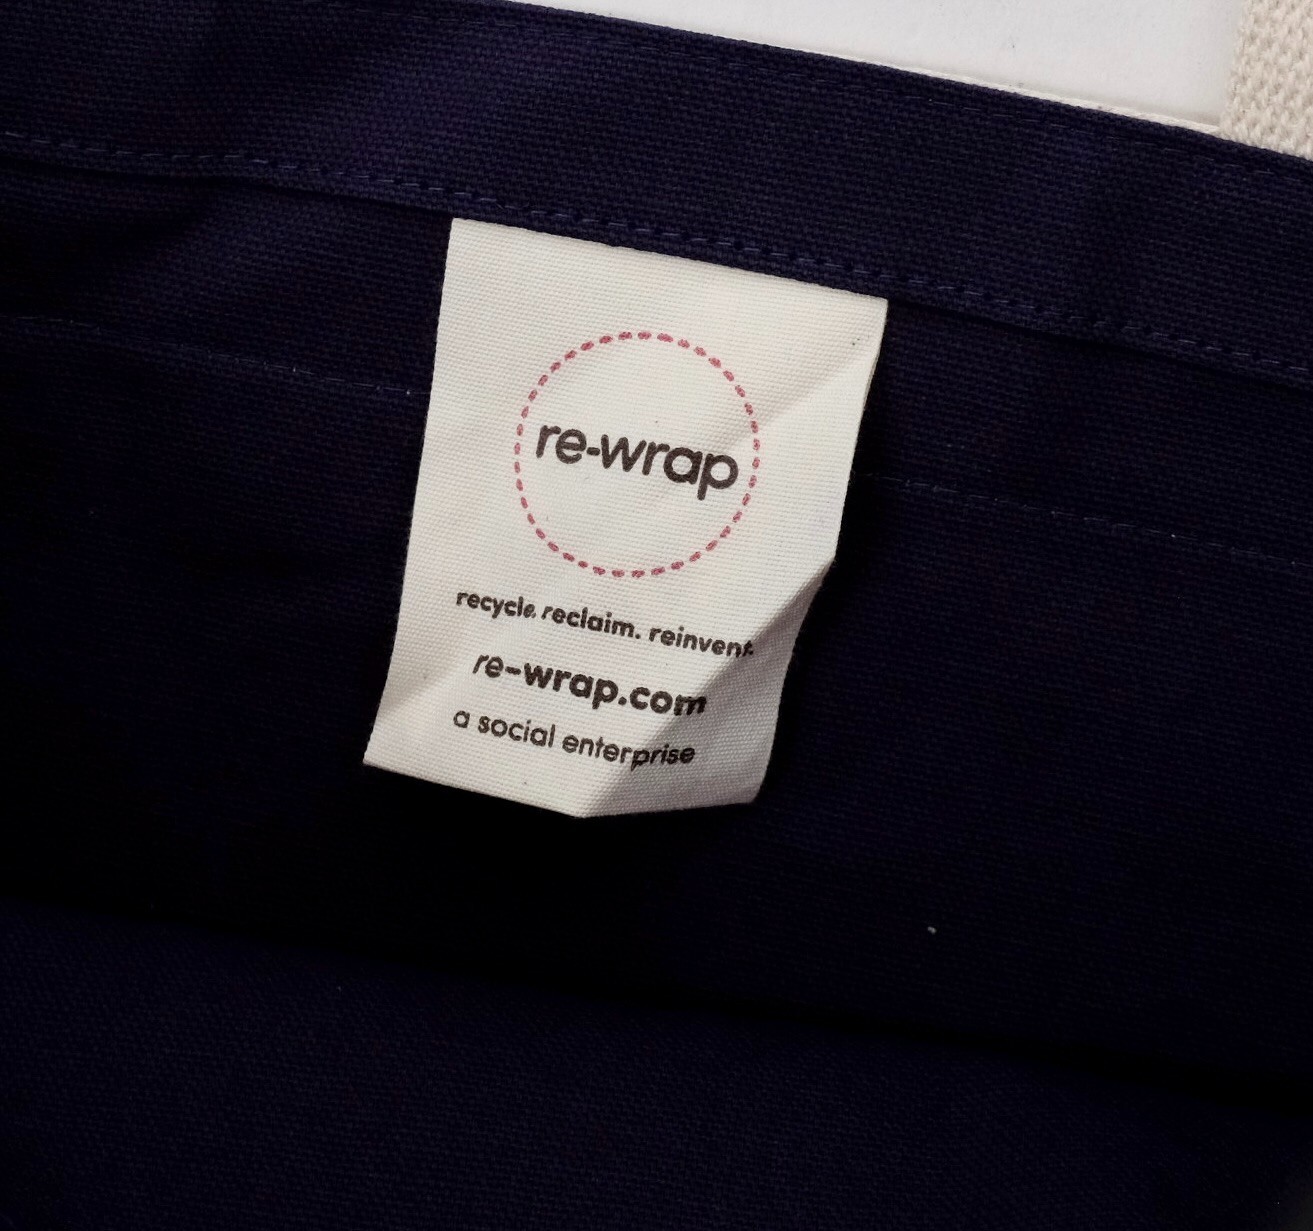 re-wrap
recycle. reclaim. reinvent.
re-wrap.com
a social enterprise